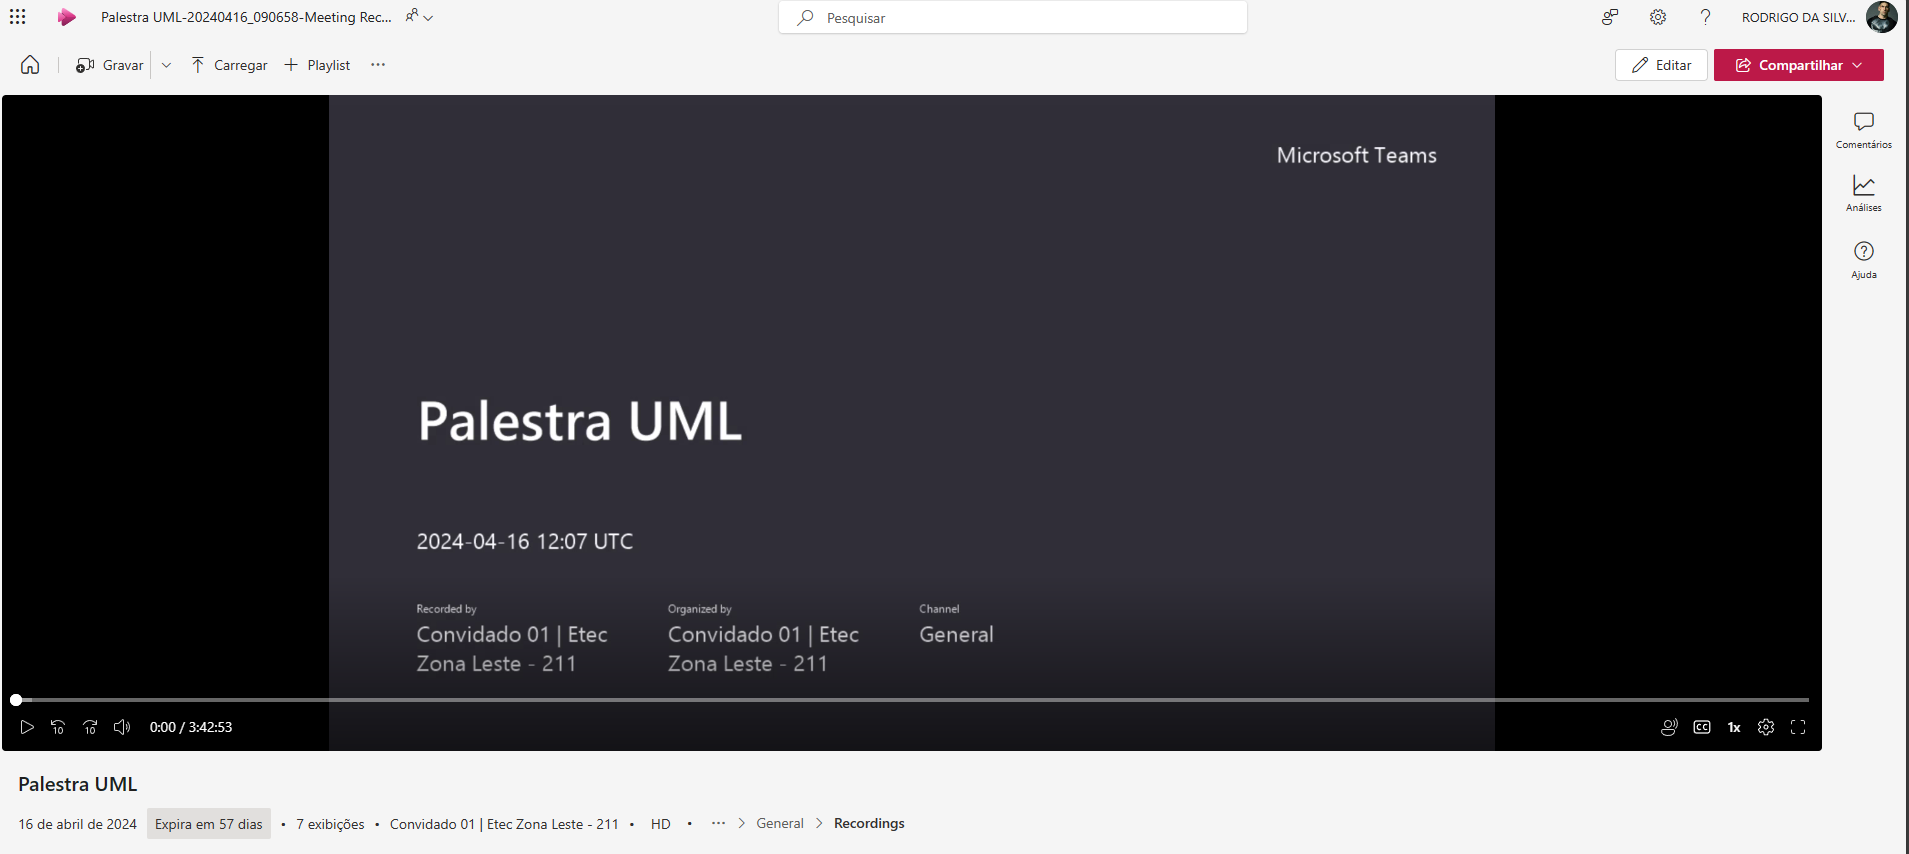 Palestra UML-20240416_090658-Meeting Rec...
Pesquisar
RODRIGO DA SILV...
Gravar
Carregar
Playlist
Editar
Compartilhar
Microsoft Teams
Comentários
Análises
Ajuda
Palestra UML
2024-04-16 12:07 UTC
Recorded by
Convidado 01 | Etec
Zona Leste - 211
Organized by
Convidado 01 | Etec
Zona Leste - 211
Channel
General
10
10
0:00 / 3:42:53
CC
1x
Palestra UML
16 de abril de 2024 Expira em 57 dias • 7 exibições • Convidado 01 | Etec Zona Leste - 211 • HD • ... > General > Recordings